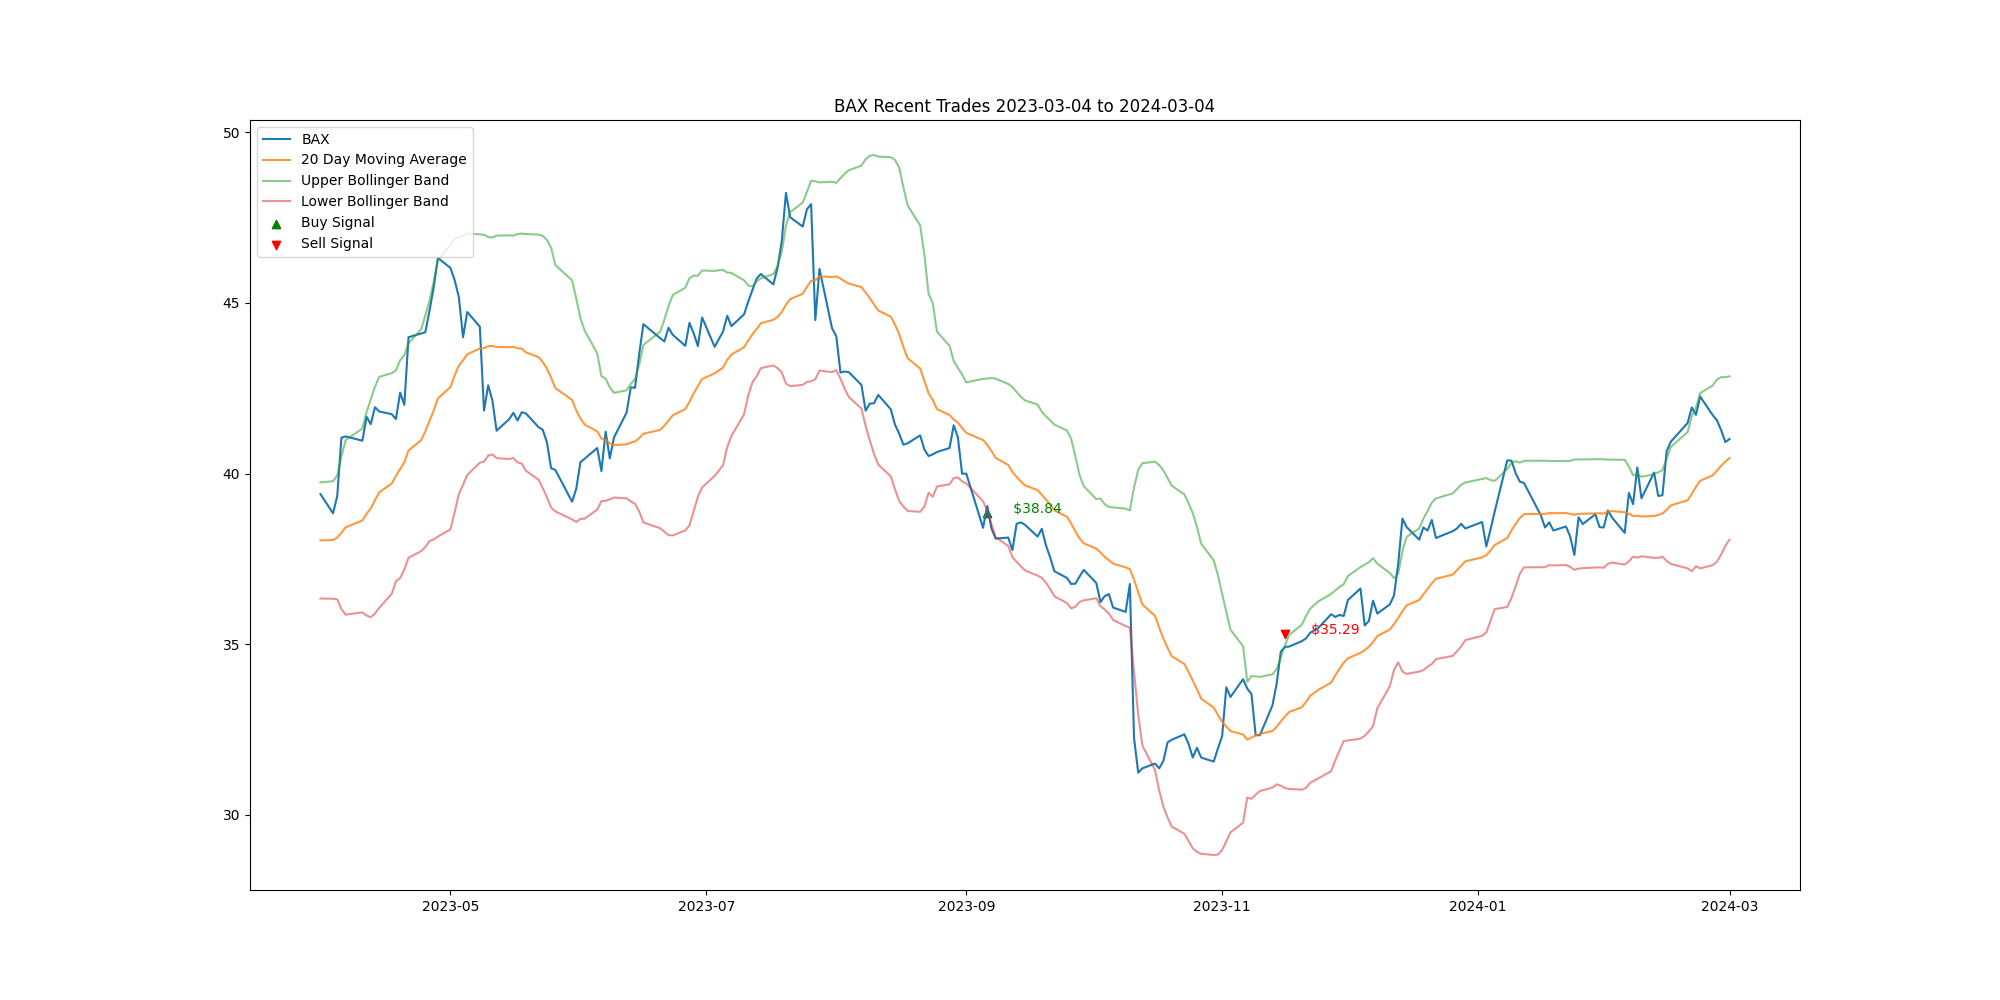 BAX Recent Trades 2023-03-04 to 2024-03-04
BAX
20 Day Moving Average
Upper Bollinger Band
Lower Bollinger Band
Buy Signal
Sell Signal
50
45
40
35
30
$38.84
$35.29
2023-05
2023-07
2023-09
2023-11
2024-01
2024-03